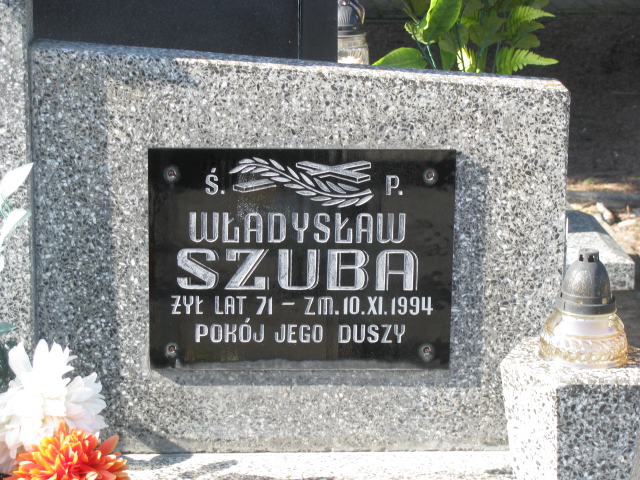 Ś. P.
WŁADYSŁAW
SZUBA
ŻYŁ LAT 71 – ZM. 10.XI.1994
POKÓJ JEGO DUSZY